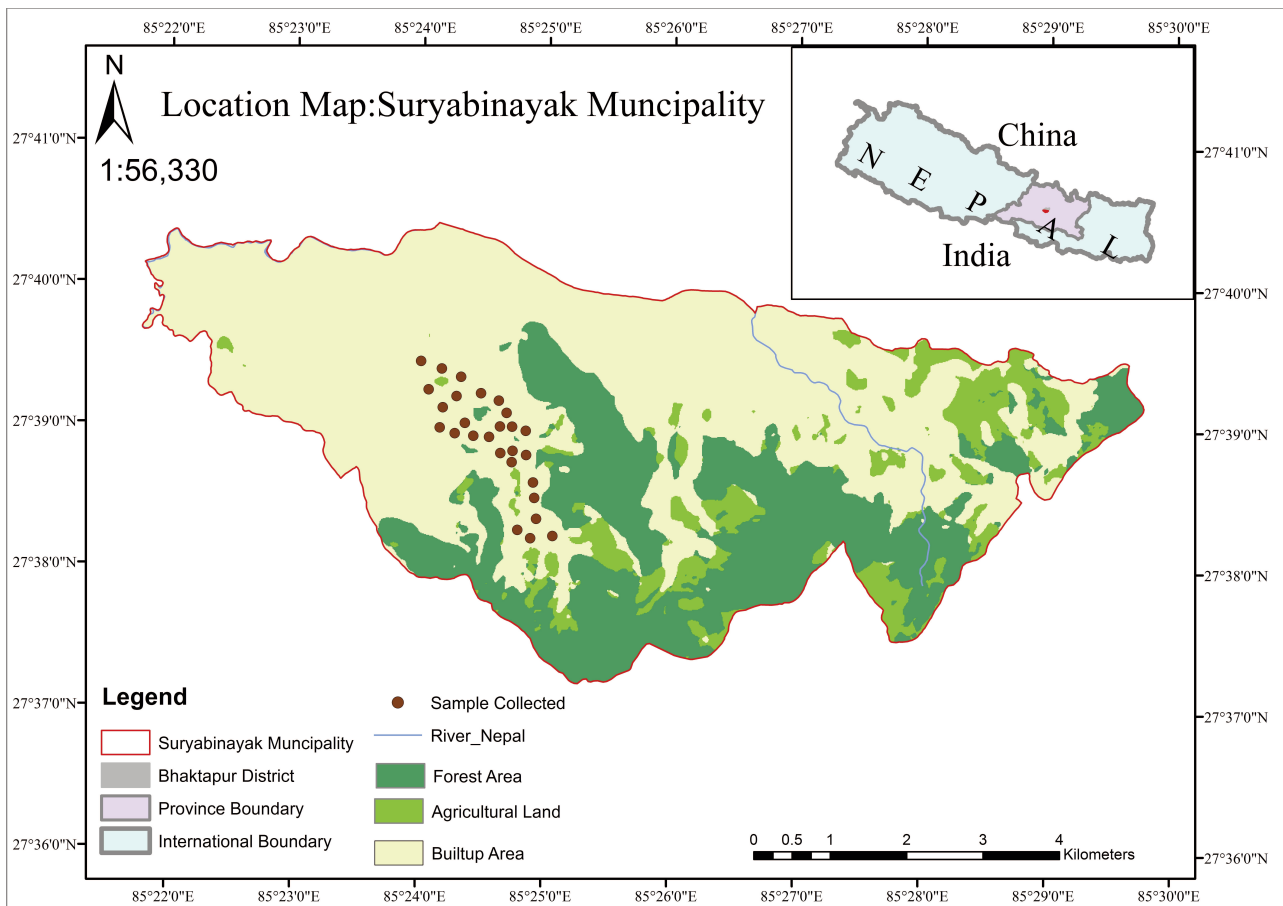 85°22'0"E 85°23'0"E 85°24'0"E 85°25'0"E 85°26'0"E 85°27'0"E 85°28'0"E 85°29'0"E 85°30'0"E
N
Location Map:Suryabinayak Muncipality
1:56,330
China
N E P A L
India
27°41'0"N 27°41'0"N
27°40'0"N 27°40'0"N
27°39'0"N 27°39'0"N
27°38'0"N 27°38'0"N
27°37'0"N 27°37'0"N
27°36'0"N 27°36'0"N
Legend
Suryabinayak Muncipality
Bhaktapur District
Province Boundary
International Boundary
Sample Collected
River_Nepal
Forest Area
Agricultural Land
Builtup Area
0 0.5 1 2 3 4
Kilometers
85°22'0"E 85°23'0"E 85°24'0"E 85°25'0"E 85°26'0"E 85°27'0"E 85°28'0"E 85°29'0"E 85°30'0"E